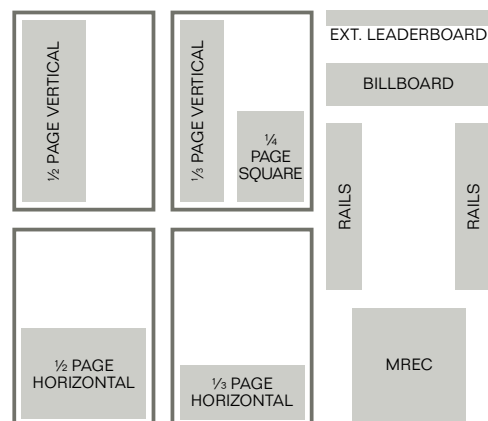 ½ PAGE VERTICAL
⅓ PAGE VERTICAL
¼
PAGE
SQUARE
EXT. LEADERBOARD
BILLBOARD
RAILS
RAILS
½ PAGE
HORIZONTAL
⅓ PAGE
HORIZONTAL
MREC